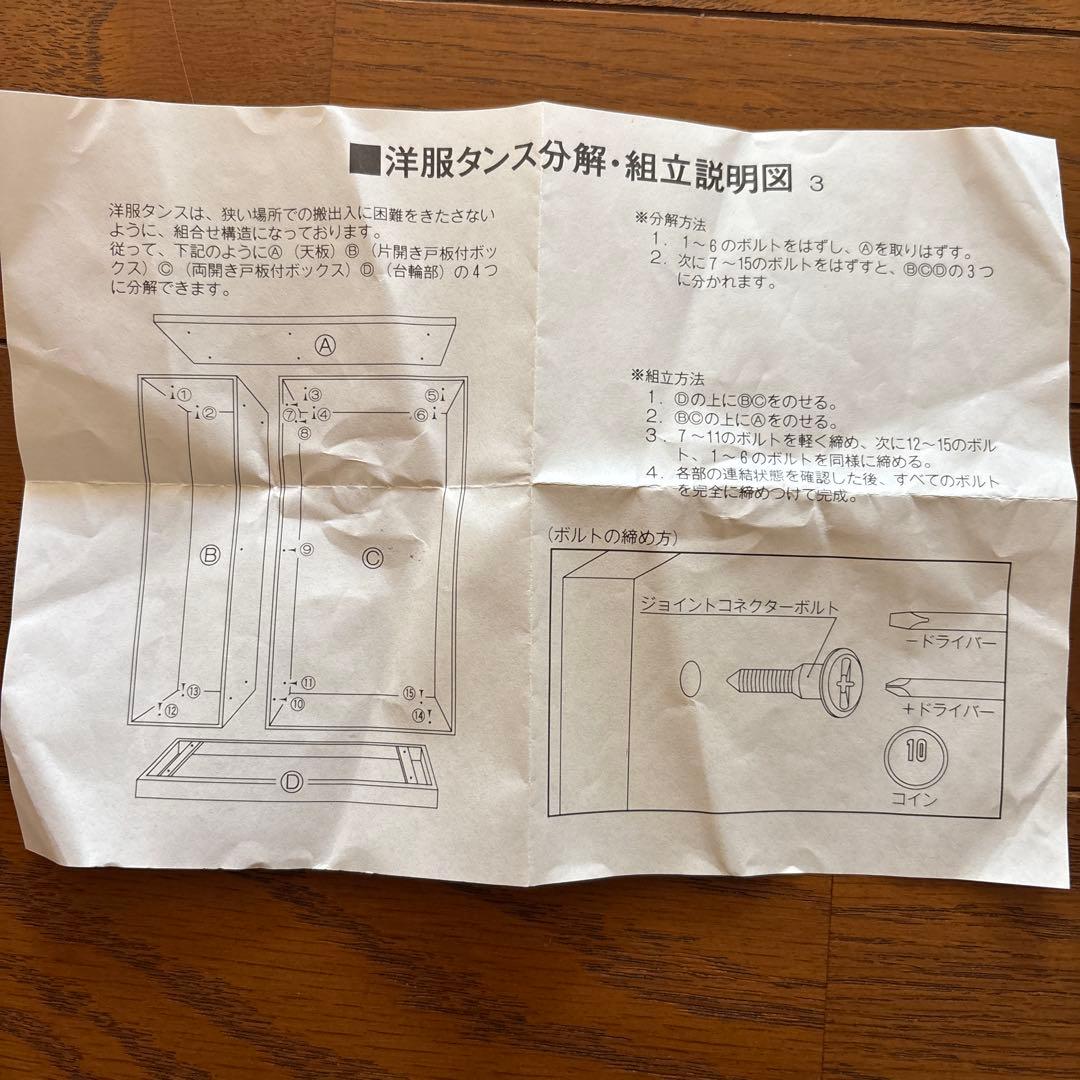 ■洋服タンス分解・組立説明図 3
洋服タンスは、狭い場所での搬出入に困難をきたさない
ように、組合せ構造になっております。
従って、下記のようにⒶ（天板）Ⓑ（片開き戸板付ボッ
クス）Ⓒ（両開き戸板付ボックス）Ⓓ（台輪部）の4つ
に分解できます。
Ⓐ
①
②
③
④
⑤
⑥
⑦
⑧
Ⓑ
⑨
Ⓒ
⑬
⑫
⑪
⑩
⑮
⑭
Ⓓ
※分解方法
1．1～6のボルトをはずし、Ⓐを取りはずす。
2．次に7～15のボルトをはずすと、ⒷⒸⒹの3つ
に分かれます。
※組立方法
1．Ⓓの上にⒷⒸをのせる。
2．ⒷⒸの上にⒶをのせる。
3．7～11のボルトを軽く締め、次に12～15のボル
ト、1～6のボルトを同様に締める。
4．各部の連結状態を確認した後、すべてのボルト
を完全に締めつけて完成。
（ボルトの締め方）
ジョイントコネクターボルト
－ドライバー
＋ドライバー
10
コイン